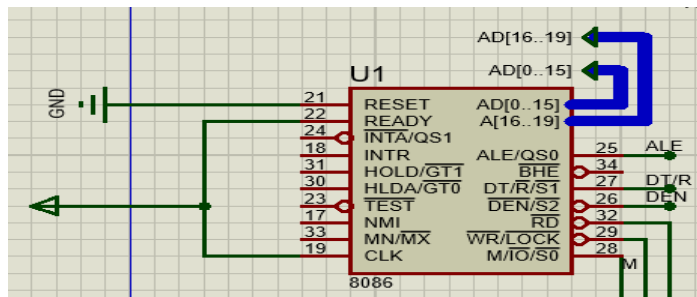 AD[16..19]
AD[0..15]
U1
GND
21 RESET AD[0..15]
22 READY A[16..19]
24 INTA/QS1
18 INTR ALE/QS0 25 ALE
31 HOLD/GT1 BHE 34
30 HLDA/GT0 DT/R/S1 27 DT/R
23 TEST DEN/S2 26 DEN
17 NMI RD 32
33 MN/MX WR/LOCK 29
19 CLK M/IO/S0 28
M
8086